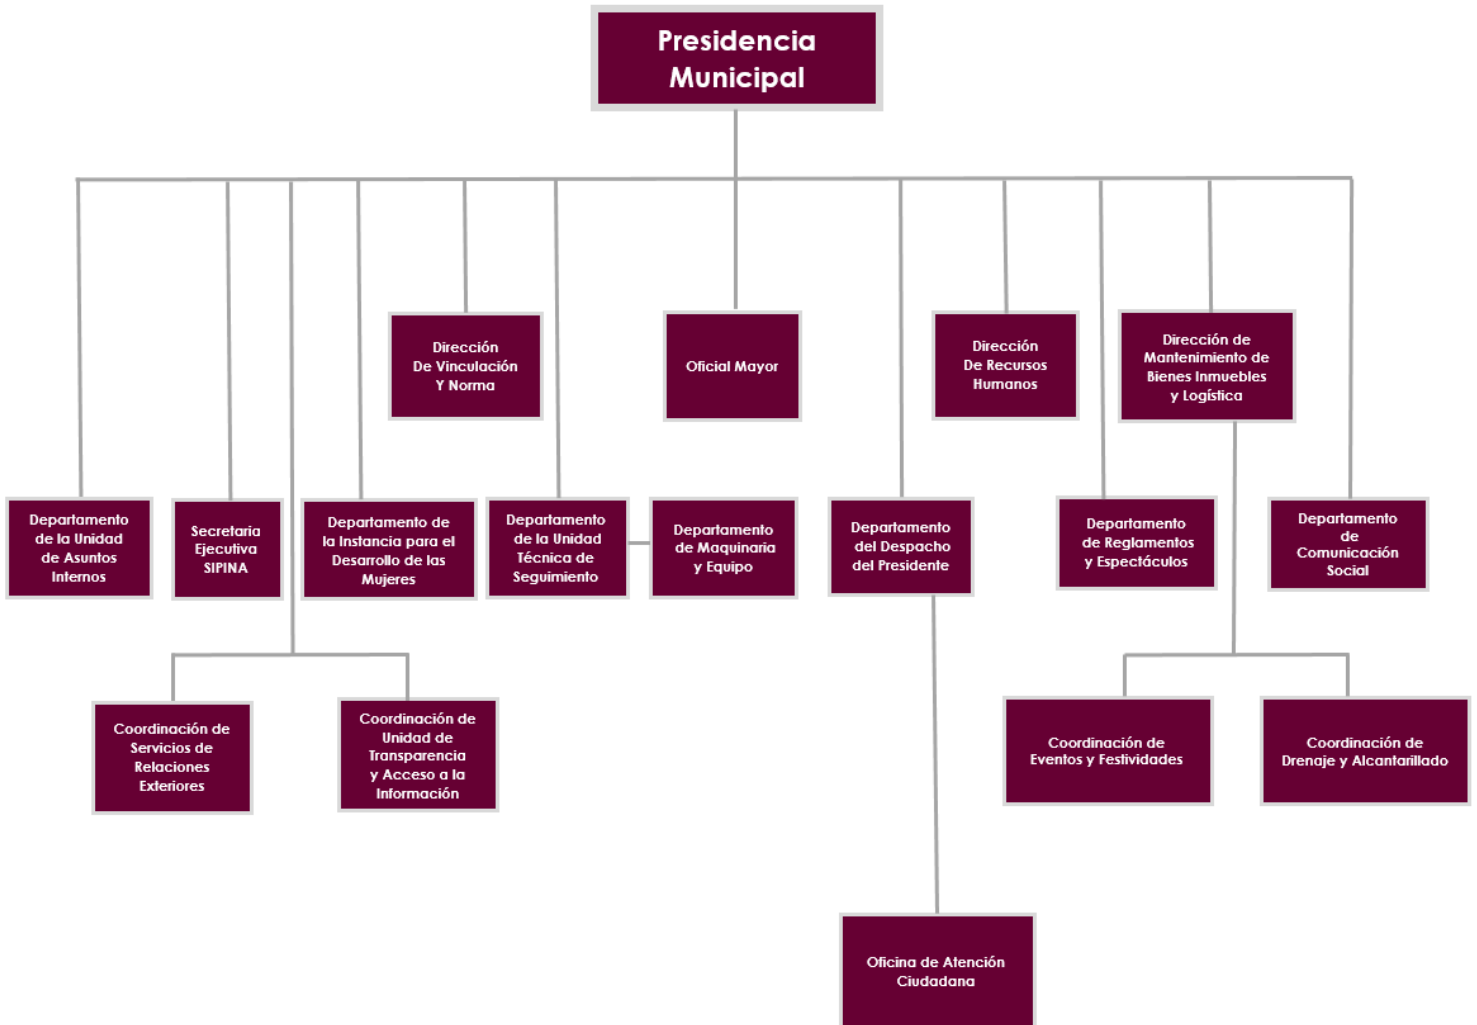 Presidencia
Municipal
Dirección
De Vinculación
Y Norma
Oficial Mayor
Dirección
De Recursos
Humanos
Dirección de
Mantenimiento de
Bienes Inmuebles
y Logística
Departamento
de la Unidad
de Asuntos
Internos
Secretaria
Ejecutiva
SIPINA
Departamento de
la Instancia para el
Desarrollo de las
Mujeres
Departamento
de la Unidad
Técnica de
Seguimiento
Departamento
de Maquinaria
y Equipo
Departamento
del Despacho
del Presidente
Departamento
de Reglamentos
y Espectáculos
Departamento
de
Comunicación
Social
Coordinación de
Servicios de
Relaciones
Exteriores
Coordinación de
Unidad de
Transparencia
y Acceso a la
Información
Coordinación de
Eventos y Festividades
Coordinación de
Drenaje y Alcantarillado
Oficina de Atención
Ciudadana